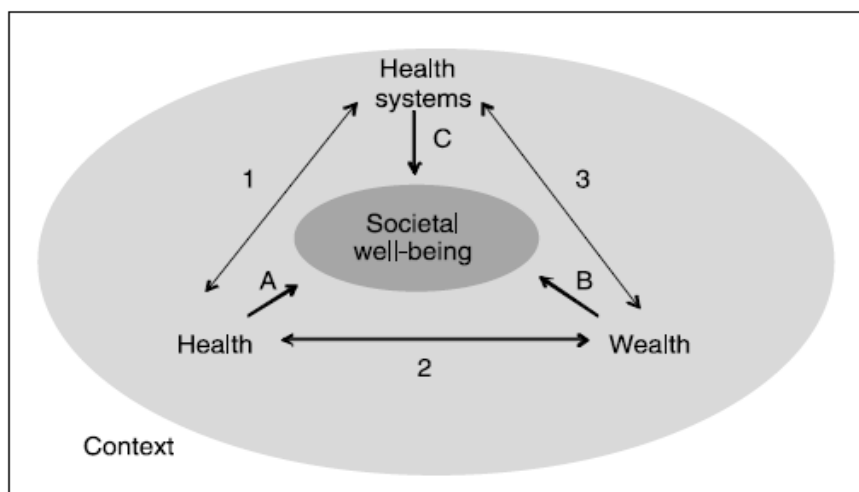 Health
systems
C
1
3
Societal
well-being
A
B
Health
Wealth
2
Context